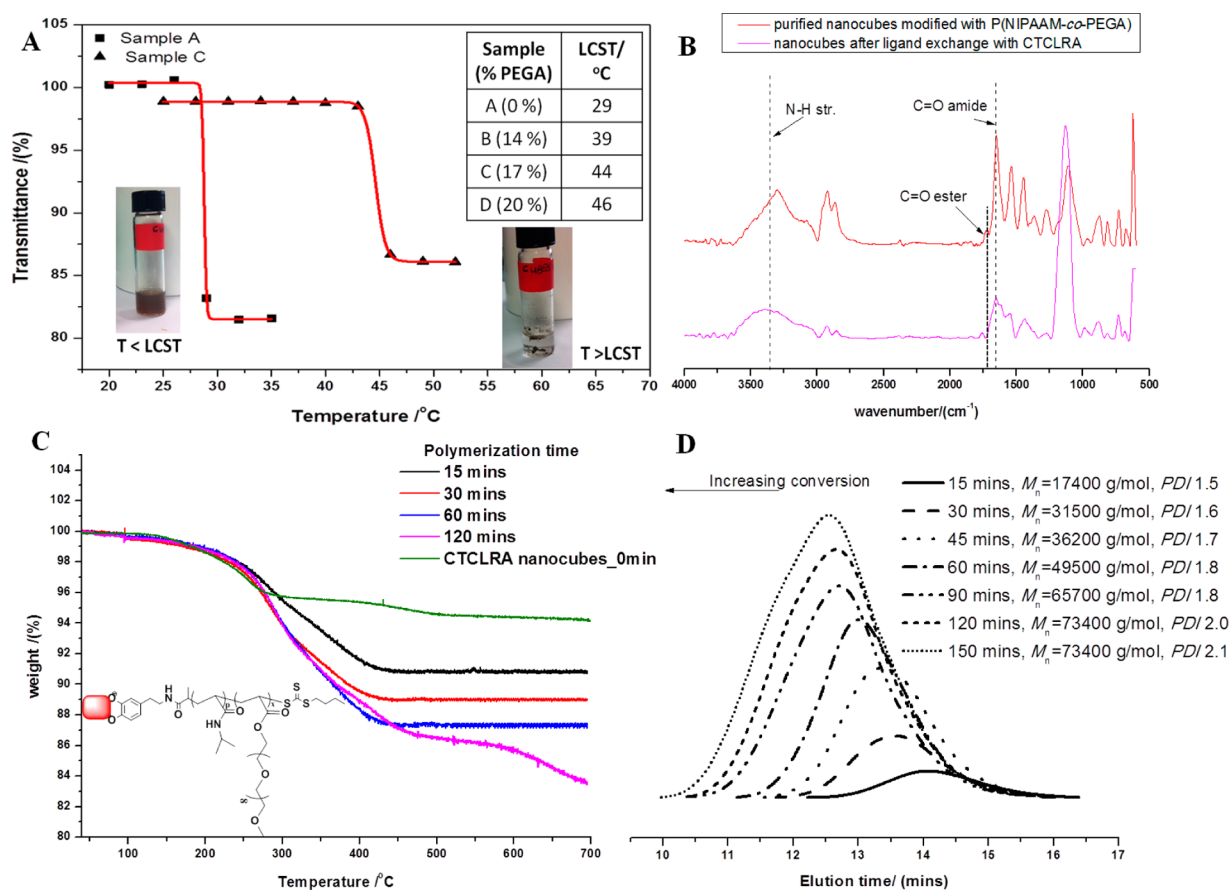 A
Sample A
Sample C
Sample
(% PEGA)
LCST/
°C
A (0 %)
29
B (14 %)
39
C (17 %)
44
D (20 %)
46
T < LCST
T >LCST
105
100
95
90
85
80
Transmittance /(%)
20 25 30 35 40 45 50 55 60 65 70
Temperature /°C
B
purified nanocubes modified with P(NIPAAM-co-PEGA)
nanocubes after ligand exchange with CTCLRA
N-H str.
C=O amide
C=O ester
4000 3500 3000 2500 2000 1500 1000 500
wavenumber/(cm-1)
C
Polymerization time
15 mins
30 mins
60 mins
120 mins
CTCLRA nanocubes_0min
104
102
100
98
96
94
92
90
88
86
84
82
80
weight /(%)
100 200 300 400 500 600 700
Temperature /°C
D
Increasing conversion
15 mins, Mn=17400 g/mol, PDI 1.5
30 mins, Mn=31500 g/mol, PDI 1.6
45 mins, Mn=36200 g/mol, PDI 1.7
60 mins, Mn=49500 g/mol, PDI 1.8
90 mins, Mn=65700 g/mol, PDI 1.8
120 mins, Mn=73400 g/mol, PDI 2.0
150 mins, Mn=73400 g/mol, PDI 2.1
10 11 12 13 14 15 16 17
Elution time/ (mins)